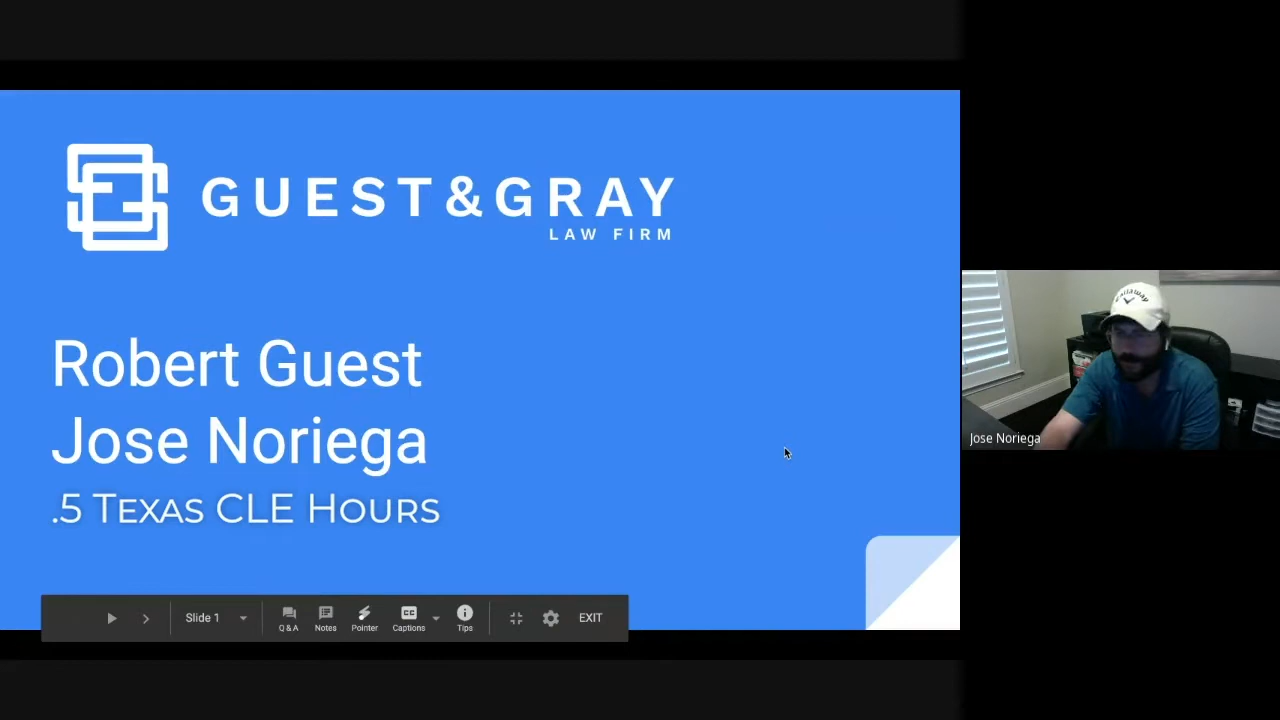 GUEST&GRAY
LAW FIRM
Robert Guest
Jose Noriega
.5 TEXAS CLE HOURS
Slide 1
Q & A
Notes
Pointer
Captions
Tips
EXIT
Callaway
Jose Noriega